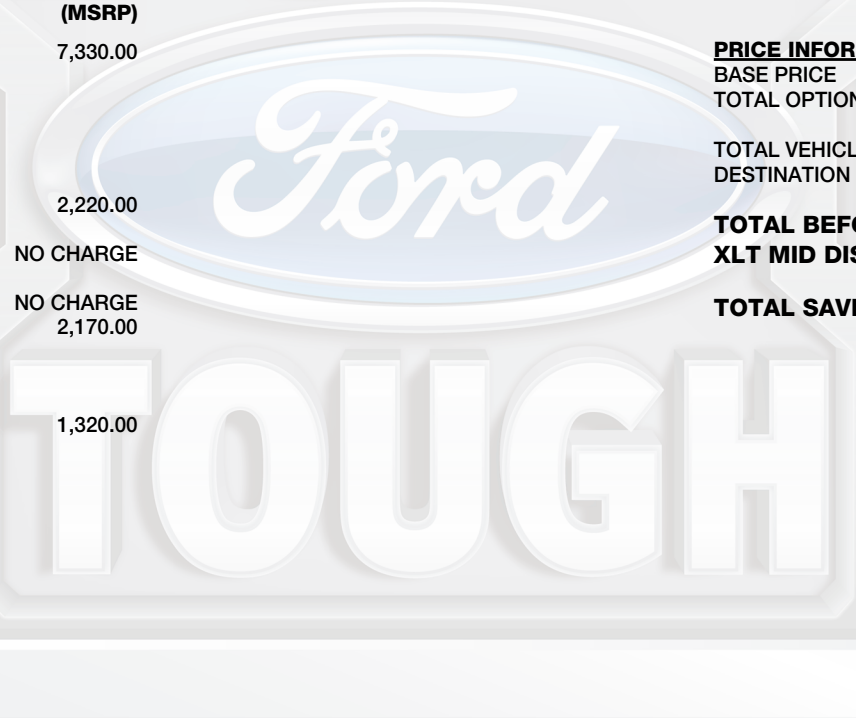 (MSRP)
7,330.00
2,220.00
NO CHARGE
NO CHARGE
2,170.00
1,320.00
PRICE INFOR
BASE PRICE
TOTAL OPTION
TOTAL VEHICL
DESTINATION
TOTAL BEFO
XLT MID DIS
TOTAL SAVI
Ford
TOUGH